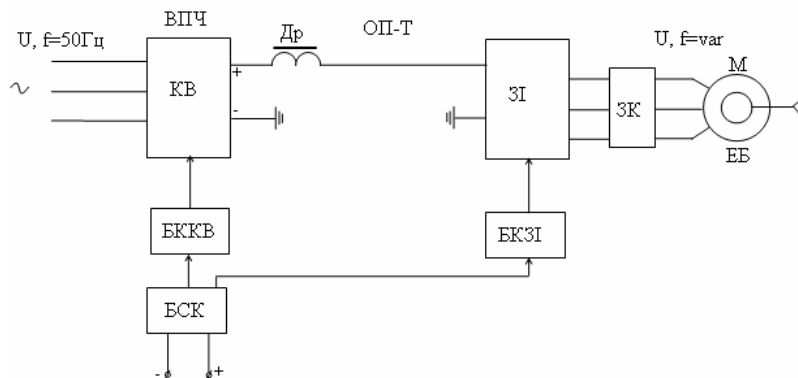 ВПЧ
U, f=50Гц
Др
ОП-Т
U, f=var
М
+
КВ
ЗІ
ЗК
-
ЕБ
БККВ
БКЗІ
БСК
- +